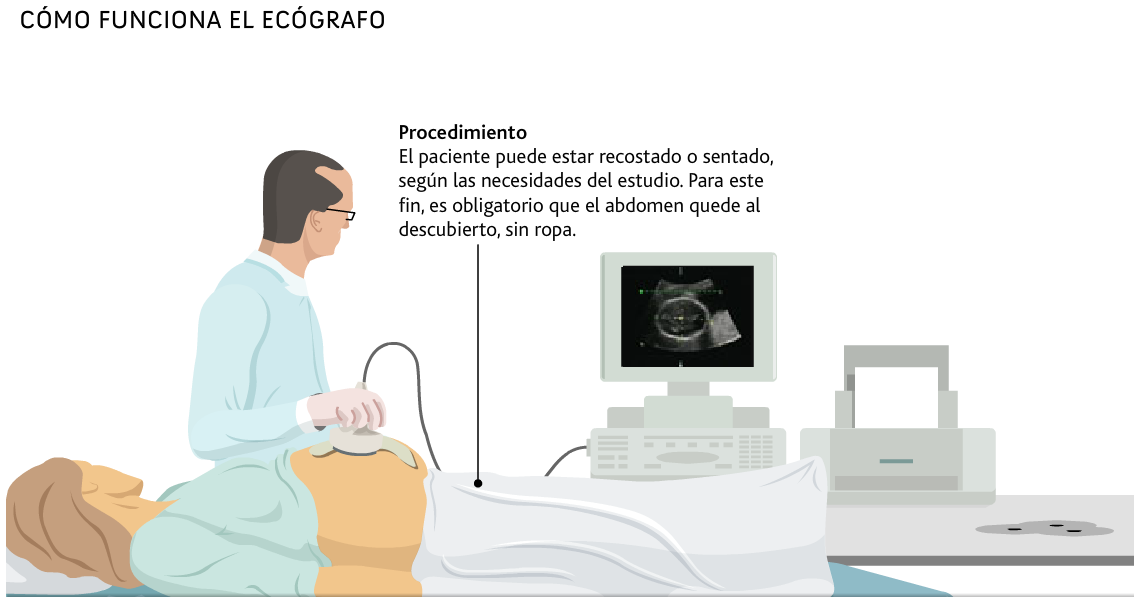 CÓMO FUNCIONA EL ECÓGRAFO
Procedimiento
El paciente puede estar recostado o sentado,
según las necesidades del estudio. Para este
fin, es obligatorio que el abdomen quede al
descubierto, sin ropa.